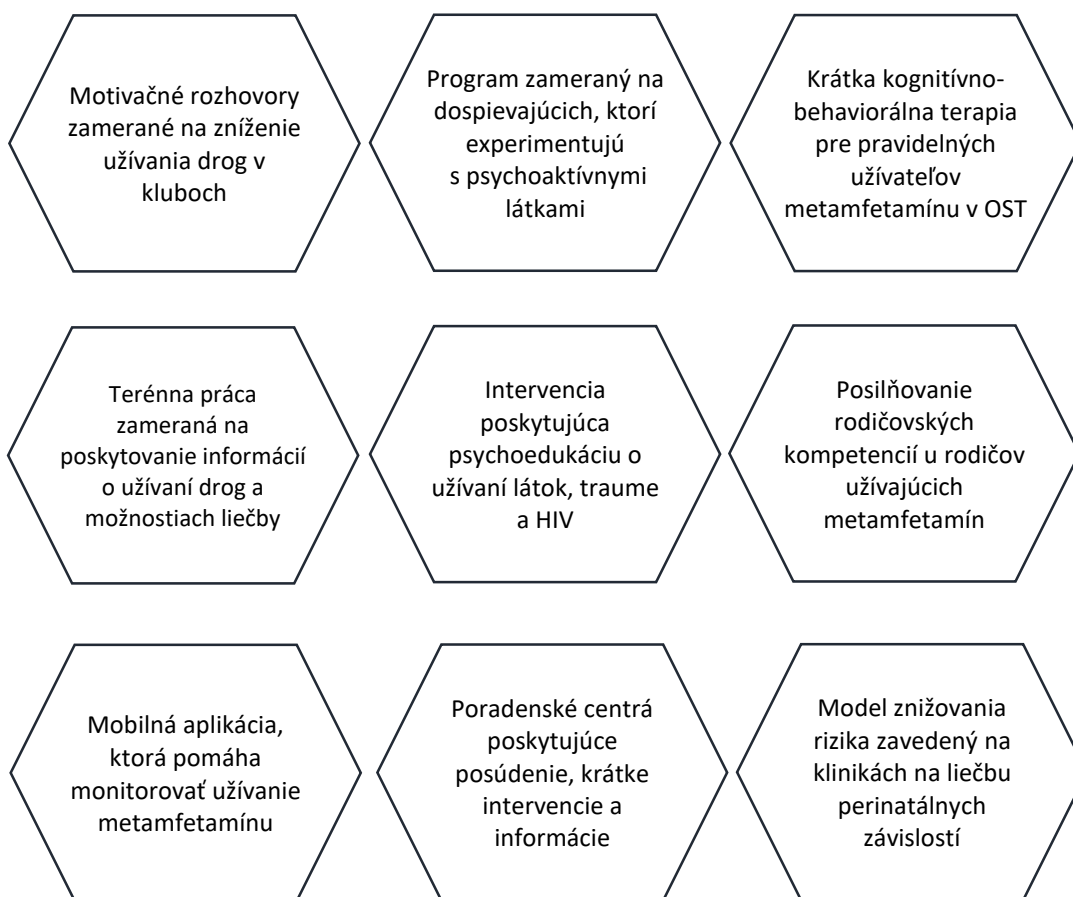 Motivačné rozhovory
zamerané na zníženie
užívania drog v
kluboch
Program zameraný na
dospievajúcich, ktorí
experimentujú
s psychoaktívnymi
látkami
Krátka kognitívno-
behaviorálna terapia
pre pravidelných
užívateľov
metamfetamínu v OST
Terénna práca
zameraná na
poskytovanie informácií
o užívaní drog a
možnostiach liečby
Intervencia
poskytujúca
psychoedukáciu o
užívaní látok, traume
a HIV
Posilňovanie
rodičovských
kompetencií u rodičov
užívajúcich
metamfetamín
Mobilná aplikácia,
ktorá pomáha
monitorovať užívanie
metamfetamínu
Poradenské centrá
poskytujúce
posúdenie, krátke
intervencie a
informácie
Model znižovania
rizika zavedený na
klinikách na liečbu
perinatálnych
závislostí